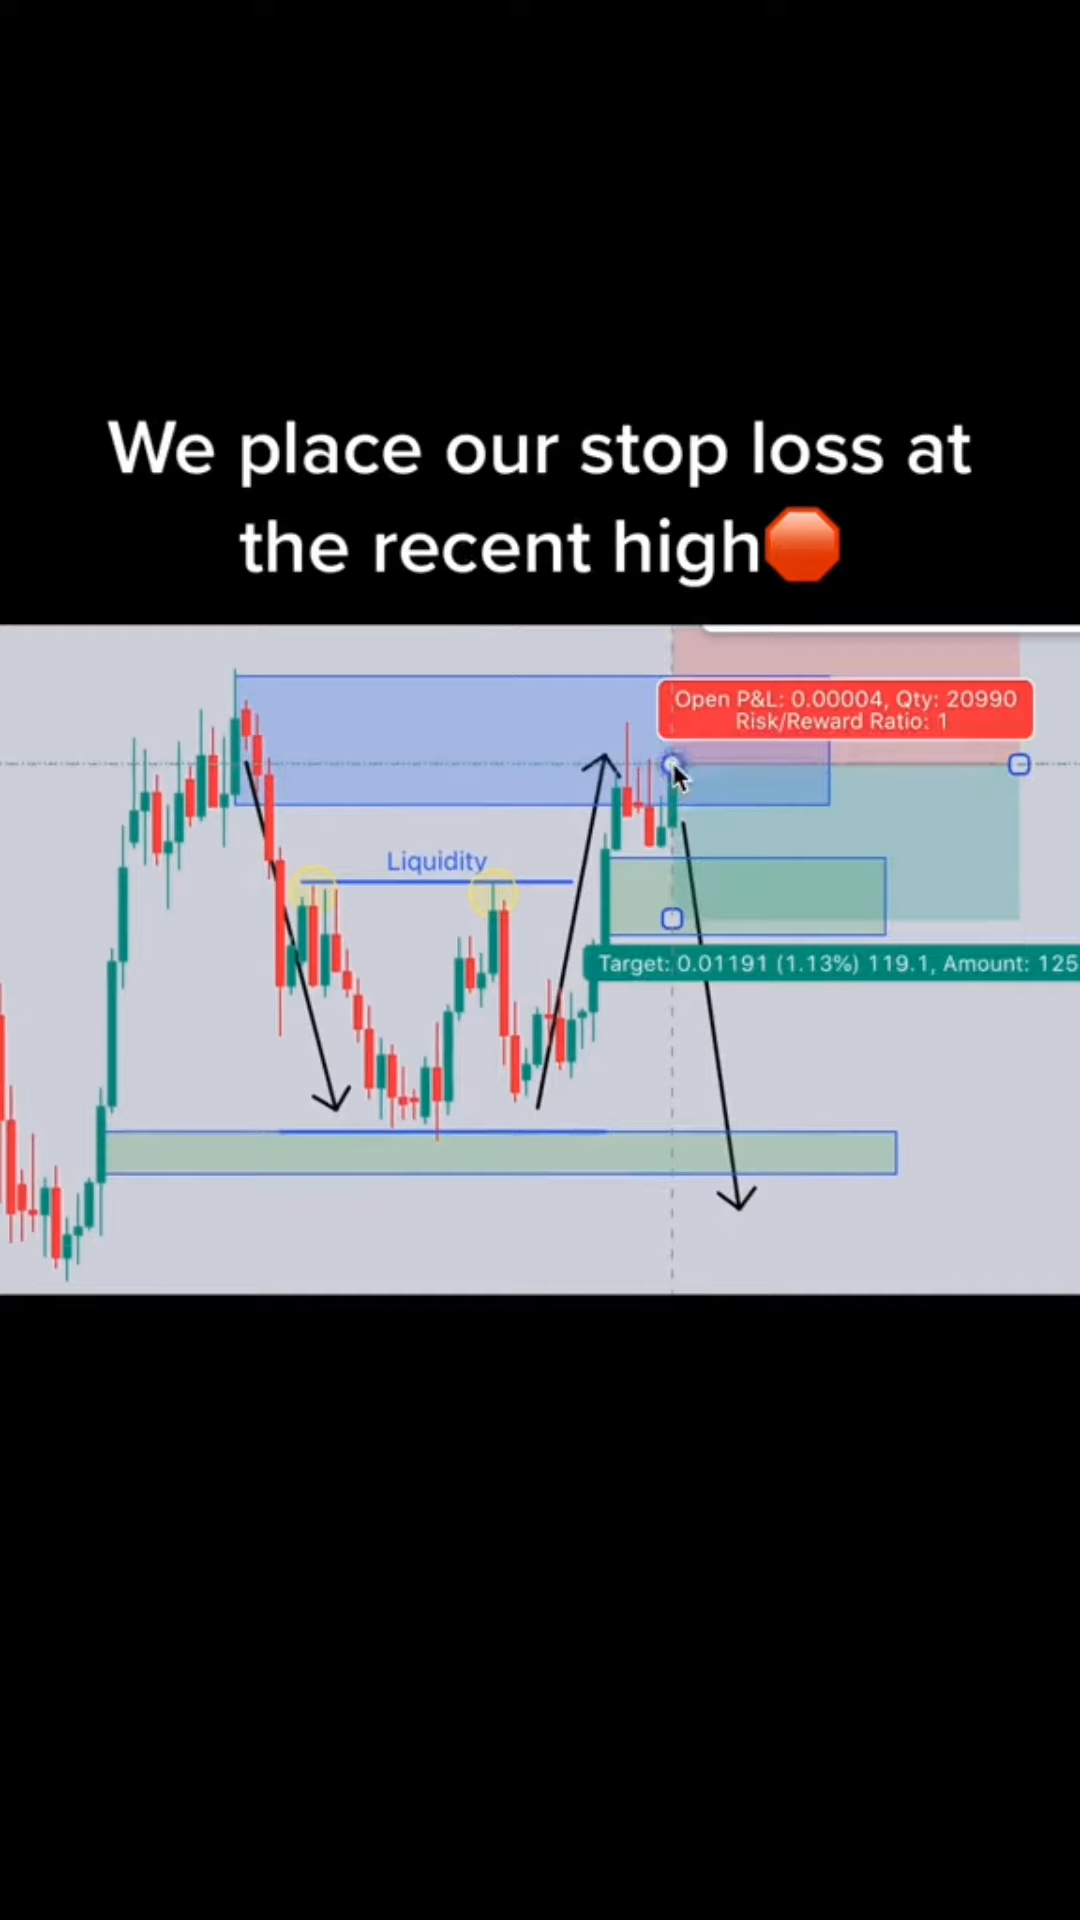 We place our stop loss at
the recent high🛑
Open P&L: 0.00004, Qty: 20990
Risk/Reward Ratio: 1
Liquidity
Target: 0.01191 (1.13%) 119.1, Amount: 125